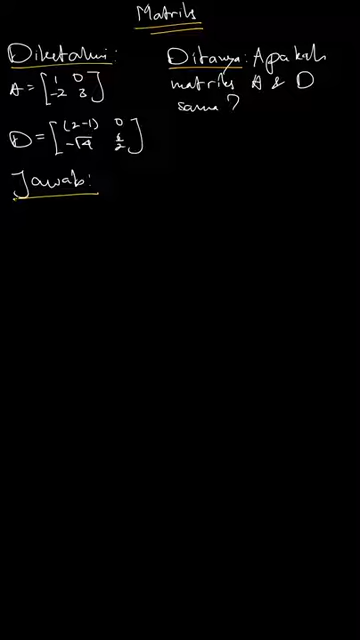 Matriks
Diketahui:
A = [1 0
-2 3]
D = [(2-1) 0
-√4 6/2]
Ditanya: Apakah
matriks A & D
sama?
Jawab: